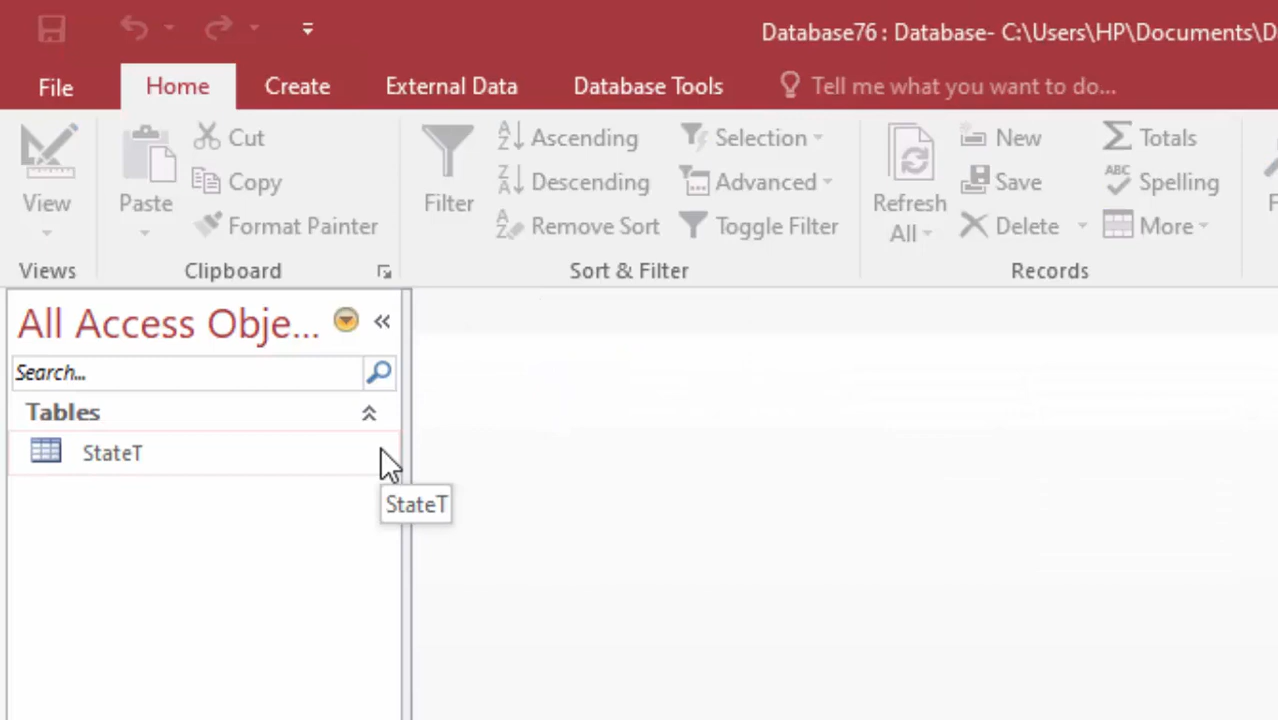 Database76 : Database- C:\Users\HP\Documents\D
File Home Create External Data Database Tools Tell me what you want to do...
View
Views
Paste
Cut
Copy
Format Painter
Clipboard
Filter
Ascending
Descending
Remove Sort
Selection
Advanced
Toggle Filter
Sort & Filter
Refresh
All
New
Save
Delete
Totals
ABC Spelling
More
Records
All Access Obje...
Search...
Tables
StateT
StateT